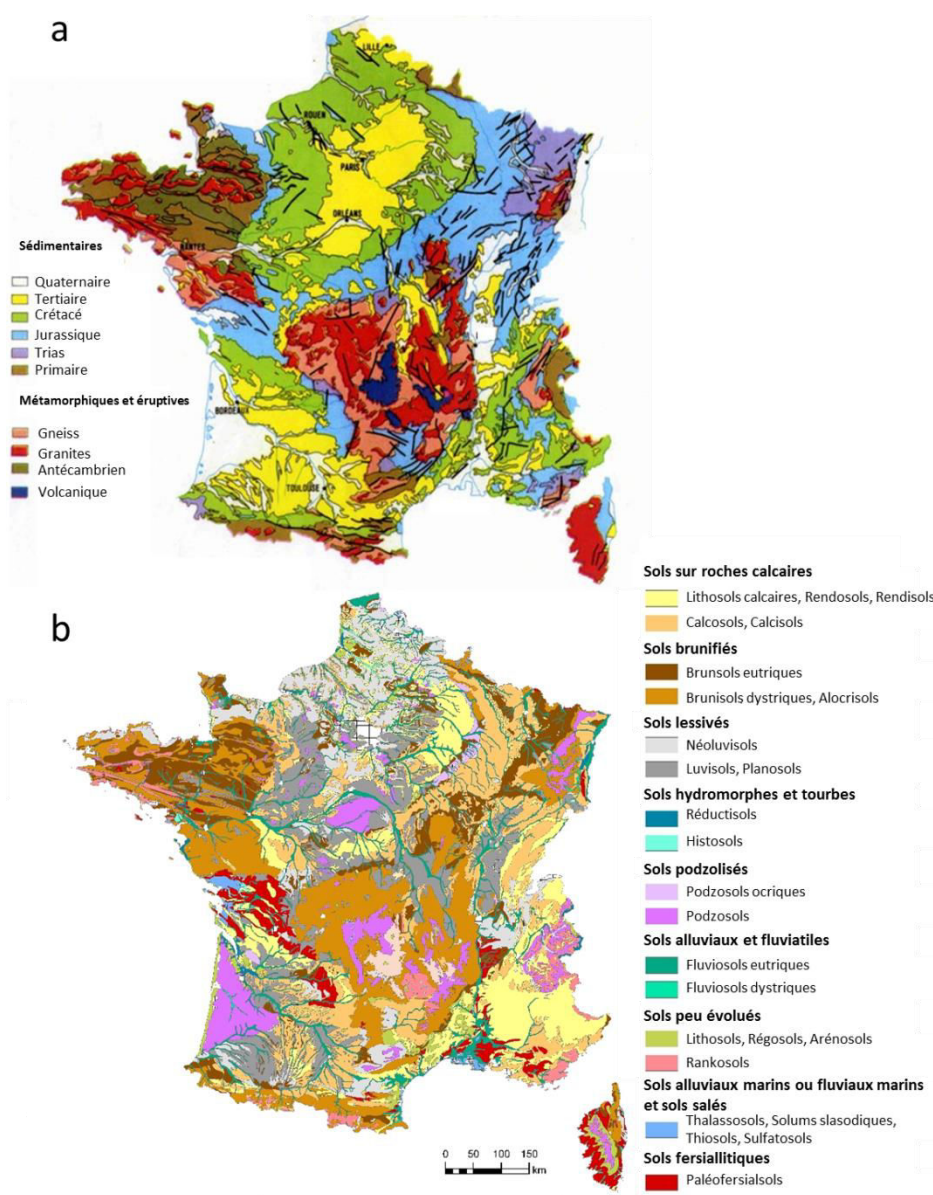 a
LILLE
ROUEN
PARIS
ORLÉANS
NANTES
BORDEAUX
TOULOUSE
Sédimentaires
Quaternaire
Tertiaire
Crétacé
Jurassique
Trias
Primaire
Métamorphiques et éruptives
Gneiss
Granites
Antécambrien
Volcanique
b
Sols sur roches calcaires
Lithosols calcaires, Rendosols, Rendisols
Calcosols, Calcisols
Sols brunifiés
Brunsols eutriques
Brunisols dystriques, Alocrisols
Sols lessivés
Néoluvisols
Luvisols, Planosols
Sols hydromorphes et tourbes
Réductisols
Histosols
Sols podzolisés
Podzosols ocriques
Podzosols
Sols alluviaux et fluviatiles
Fluviosols eutriques
Fluviosols dystriques
Sols peu évolués
Lithosols, Régosols, Arénosols
Rankosols
Sols alluviaux marins ou fluviaux marins
et sols salés
Thalassosols, Solums slasodiques,
Thiosols, Sulfatosols
Sols fersiallitiques
Paléofersialsols
0 50 100 150
km